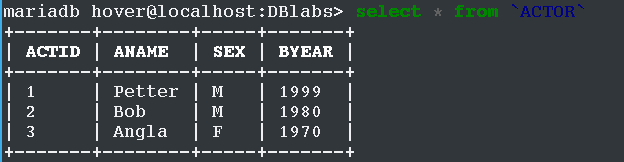 mariadb hover@localhost:DBlabs> select * from `ACTOR`
+-------+--------+-----+-------+
| ACTID | ANAME  | SEX | BYEAR |
+-------+--------+-----+-------+
| 1     | Petter | M   | 1999  |
| 2     | Bob    | M   | 1980  |
| 3     | Angla  | F   | 1970  |
+-------+--------+-----+-------+